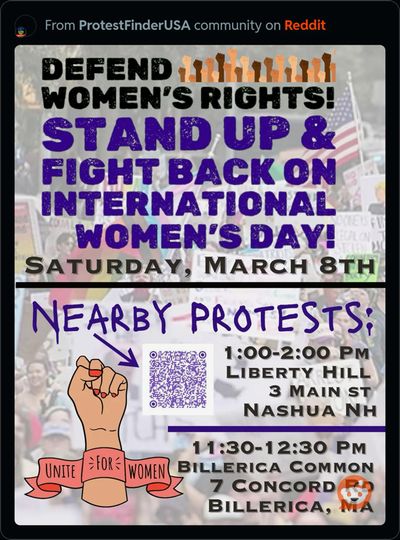 From ProtestFinderUSA community on Reddit
DEFEND
WOMEN'S RIGHTS!
STAND UP &
FIGHT BACK ON
INTERNATIONAL
WOMEN'S DAY!
SATURDAY, MARCH 8TH
NEARBY PROTESTS:
1:00-2:00 PM
LIBERTY HILL
3 MAIN ST
NASHUA NH
UNITE FOR WOMEN
11:30-12:30 PM
BILLERICA COMMON
7 CONCORD RD
BILLERICA, MA